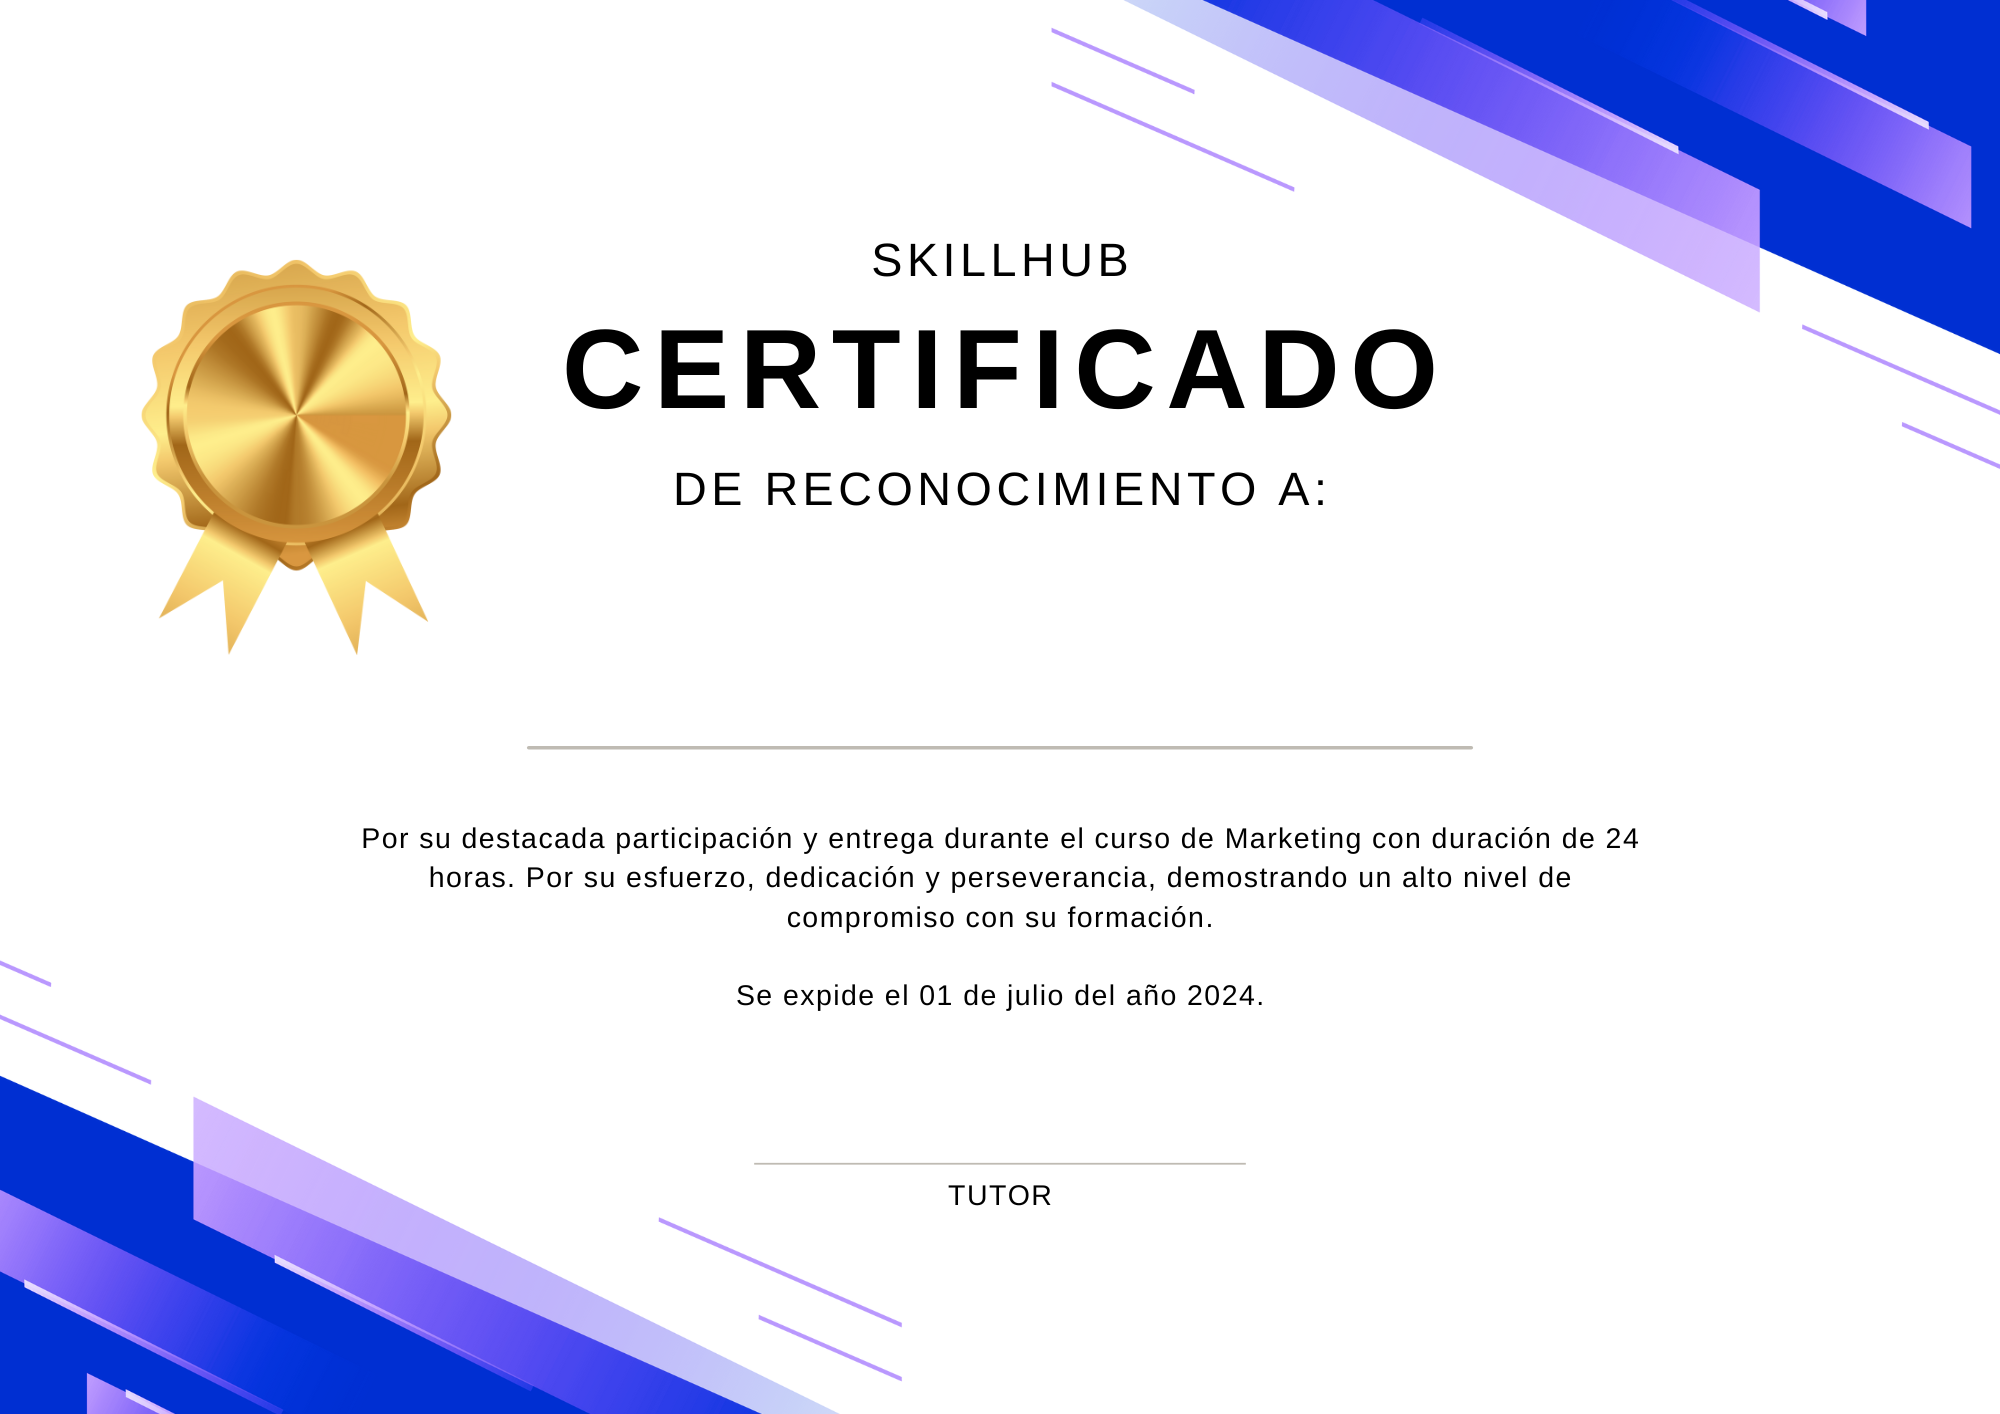 SKILLHUB
CERTIFICADO
DE RECONOCIMIENTO A:
Por su destacada participación y entrega durante el curso de Marketing con duración de 24
horas. Por su esfuerzo, dedicación y perseverancia, demostrando un alto nivel de
compromiso con su formación.
Se expide el 01 de julio del año 2024.
TUTOR